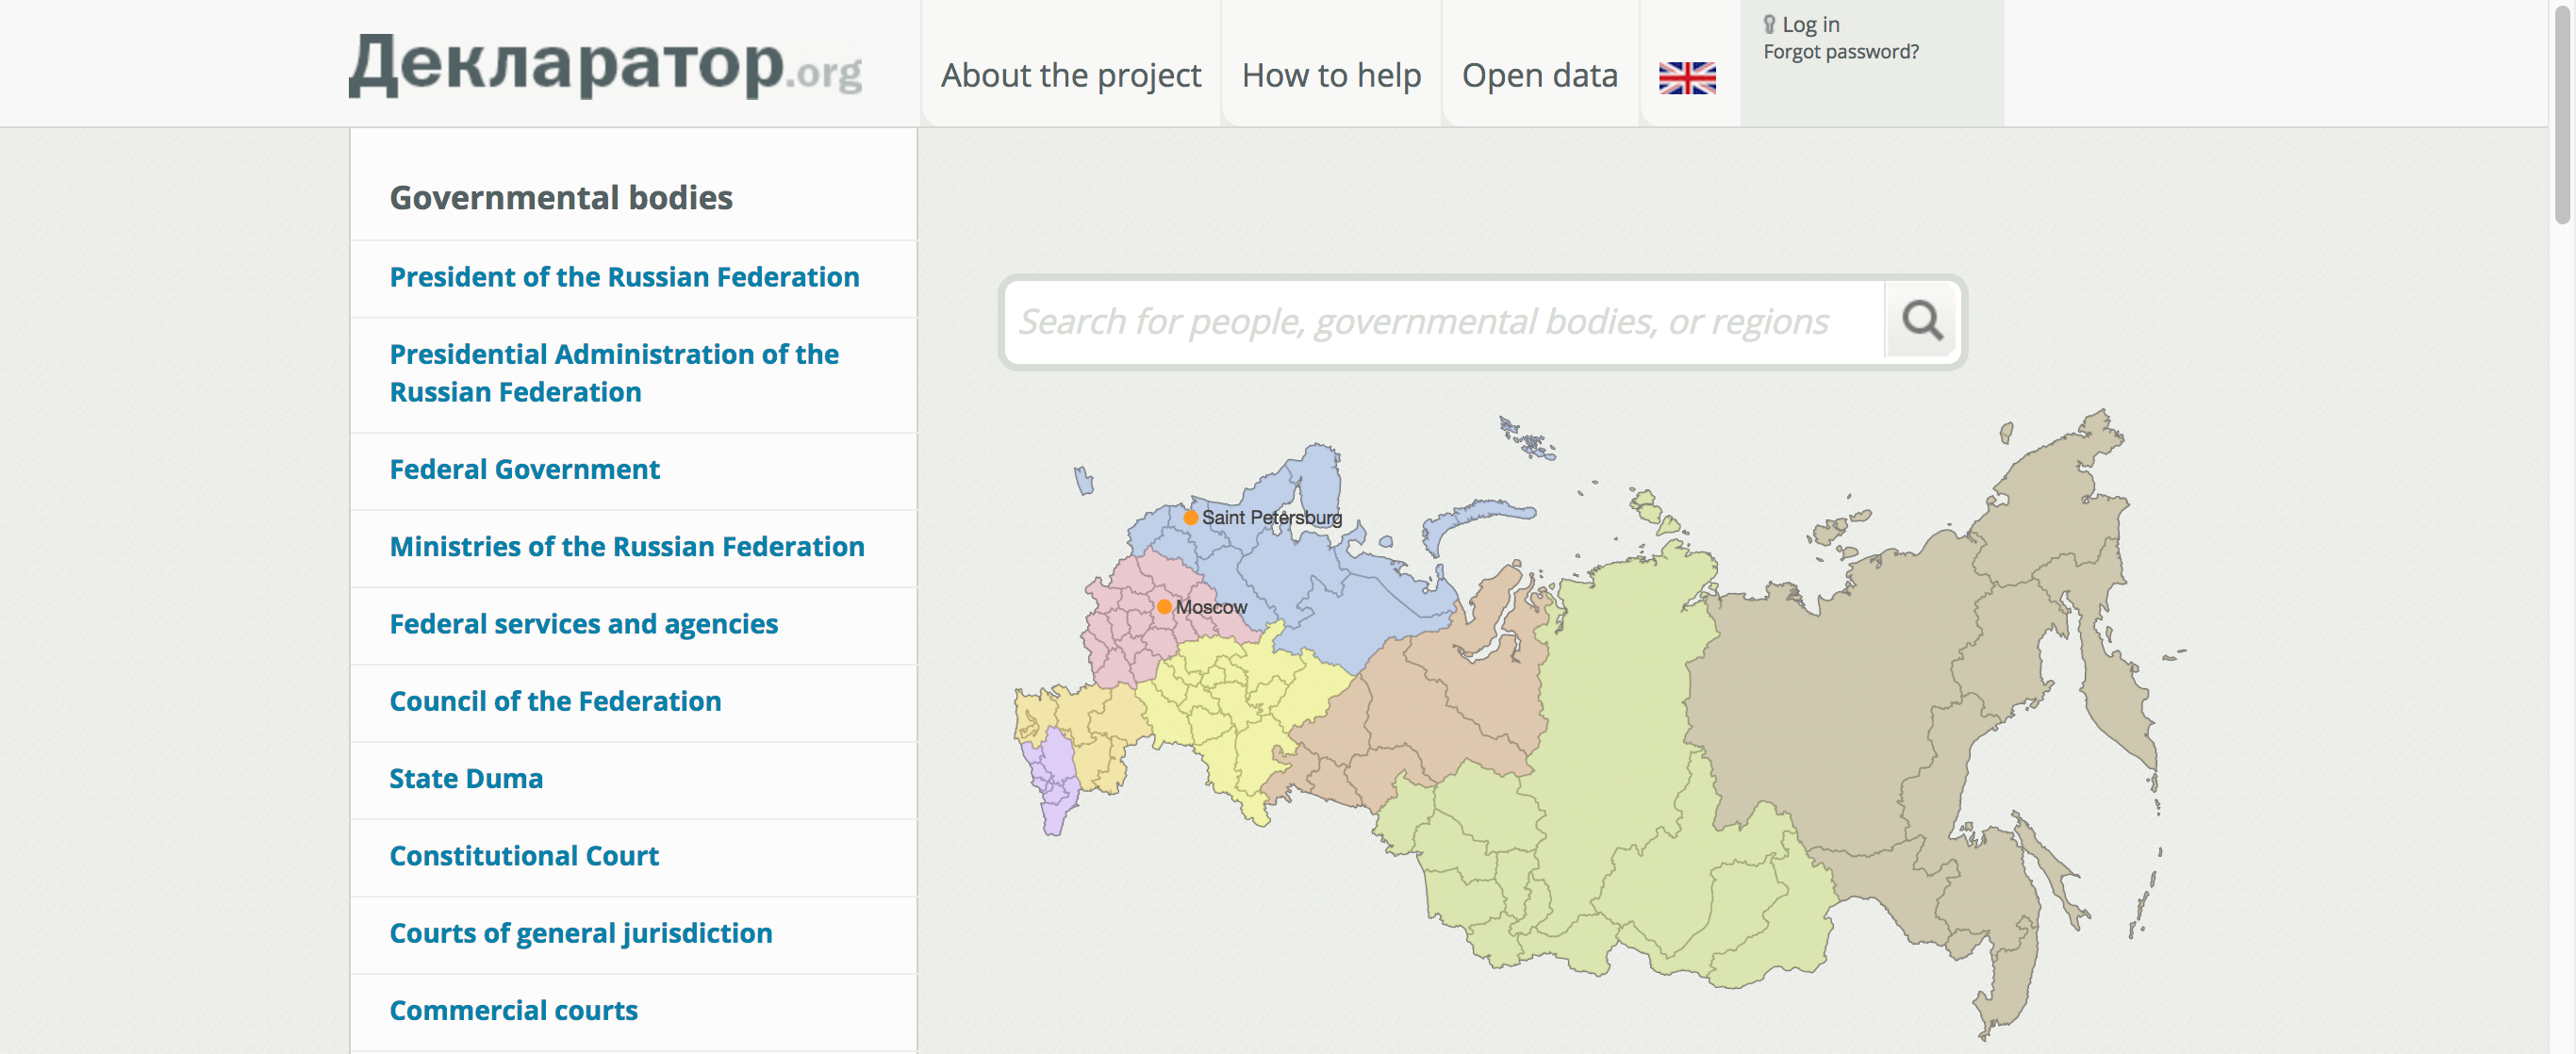 Декларатор.org
About the project
How to help
Open data
Log in
Forgot password?
Governmental bodies
President of the Russian Federation
Presidential Administration of the
Russian Federation
Federal Government
Ministries of the Russian Federation
Federal services and agencies
Council of the Federation
State Duma
Constitutional Court
Courts of general jurisdiction
Commercial courts
Search for people, governmental bodies, or regions
Saint Petersburg
Moscow